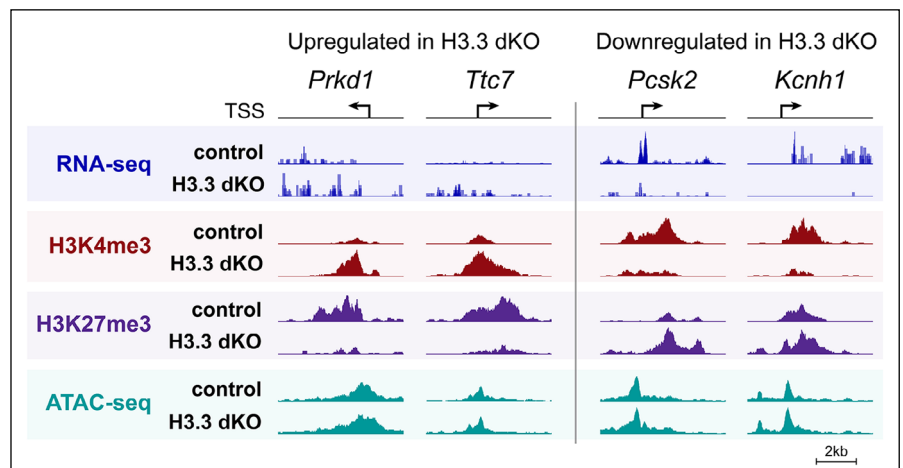 Upregulated in H3.3 dKO Downregulated in H3.3 dKO
Prkd1 Ttc7 Pcsk2 Kcnh1
TSS
RNA-seq
control
H3.3 dKO
H3K4me3
control
H3.3 dKO
H3K27me3
control
H3.3 dKO
ATAC-seq
control
H3.3 dKO
2kb